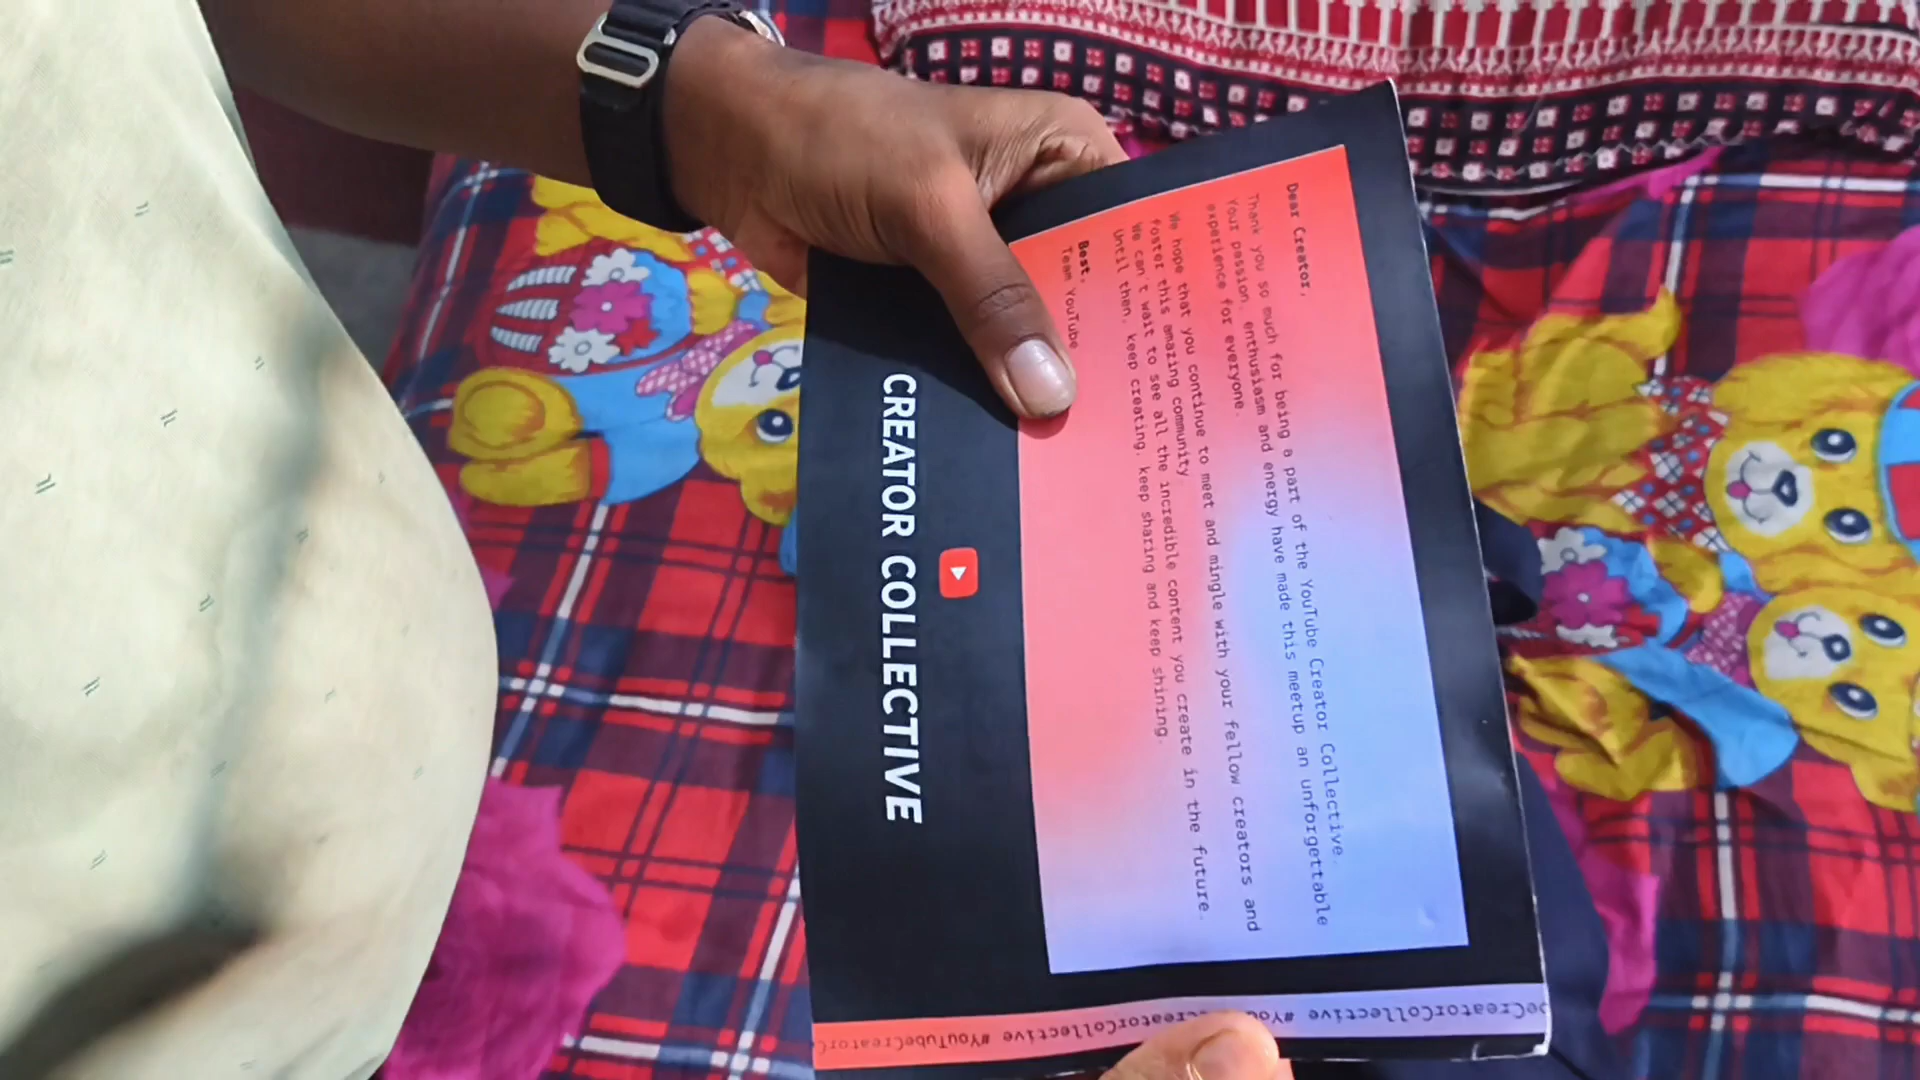 Dear Creator,
Thank you so much for being a part of the YouTube Creator Collective.
Your passion, enthusiasm and energy have made this meetup an unforgettable
experience for everyone.
We hope that you continue to meet and mingle with your fellow creators and
foster this amazing community
We can t wait to see all the incredible content you create in the future.
Until then, keep creating, keep sharing and keep shining.
Best,
Team YouTube
CREATOR COLLECTIVE
#YouTubeCreatorCollective